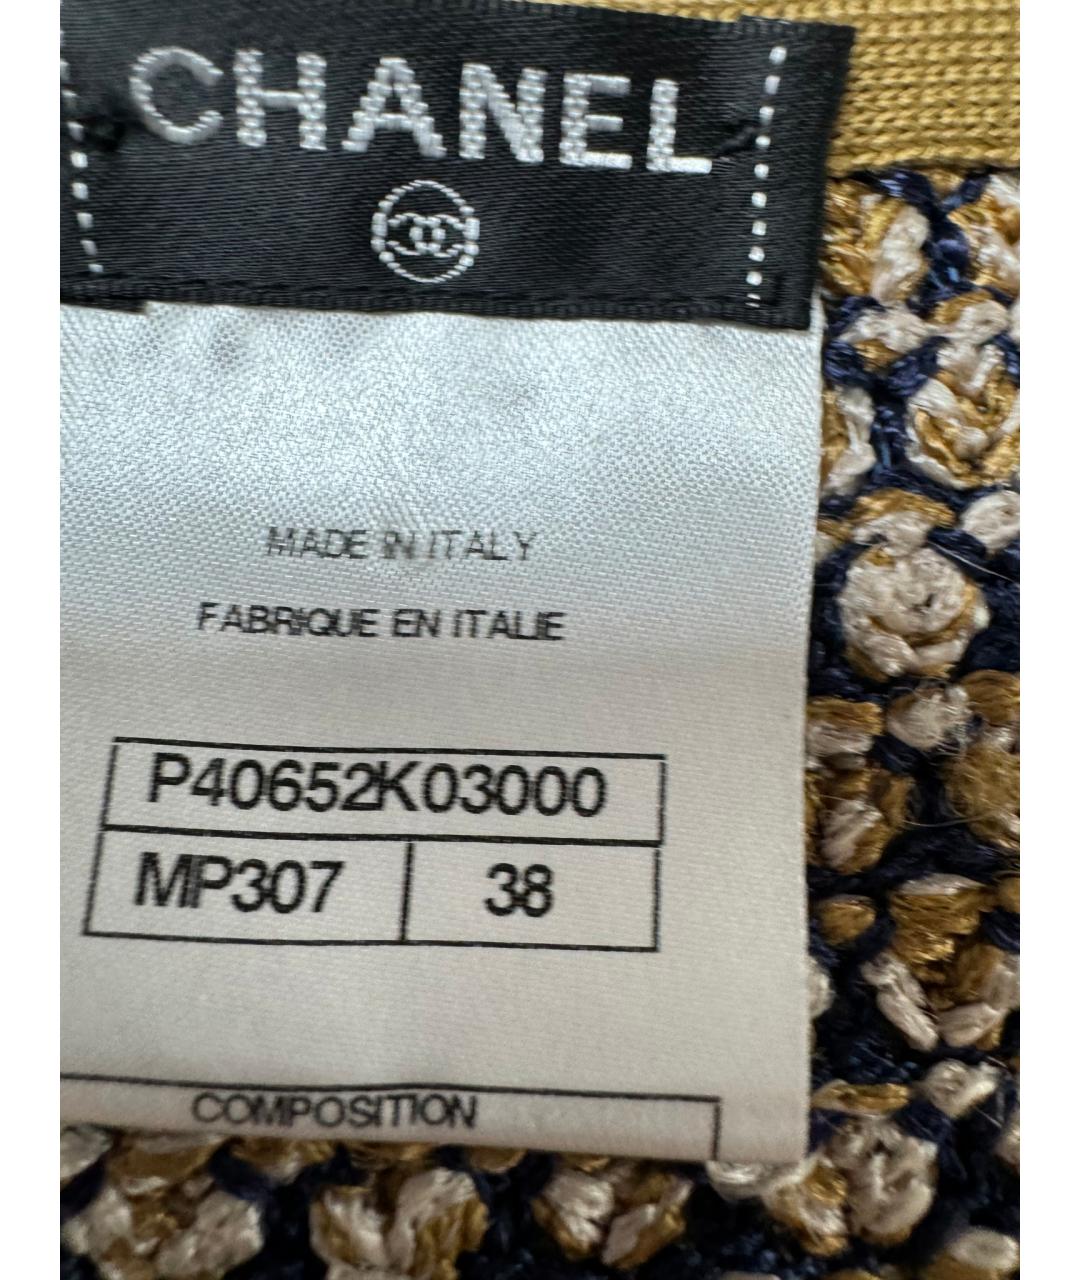 CHANEL
MADE IN ITALY
FABRIQUE EN ITALIE
P40652K03000
MP307 38
COMPOSITION